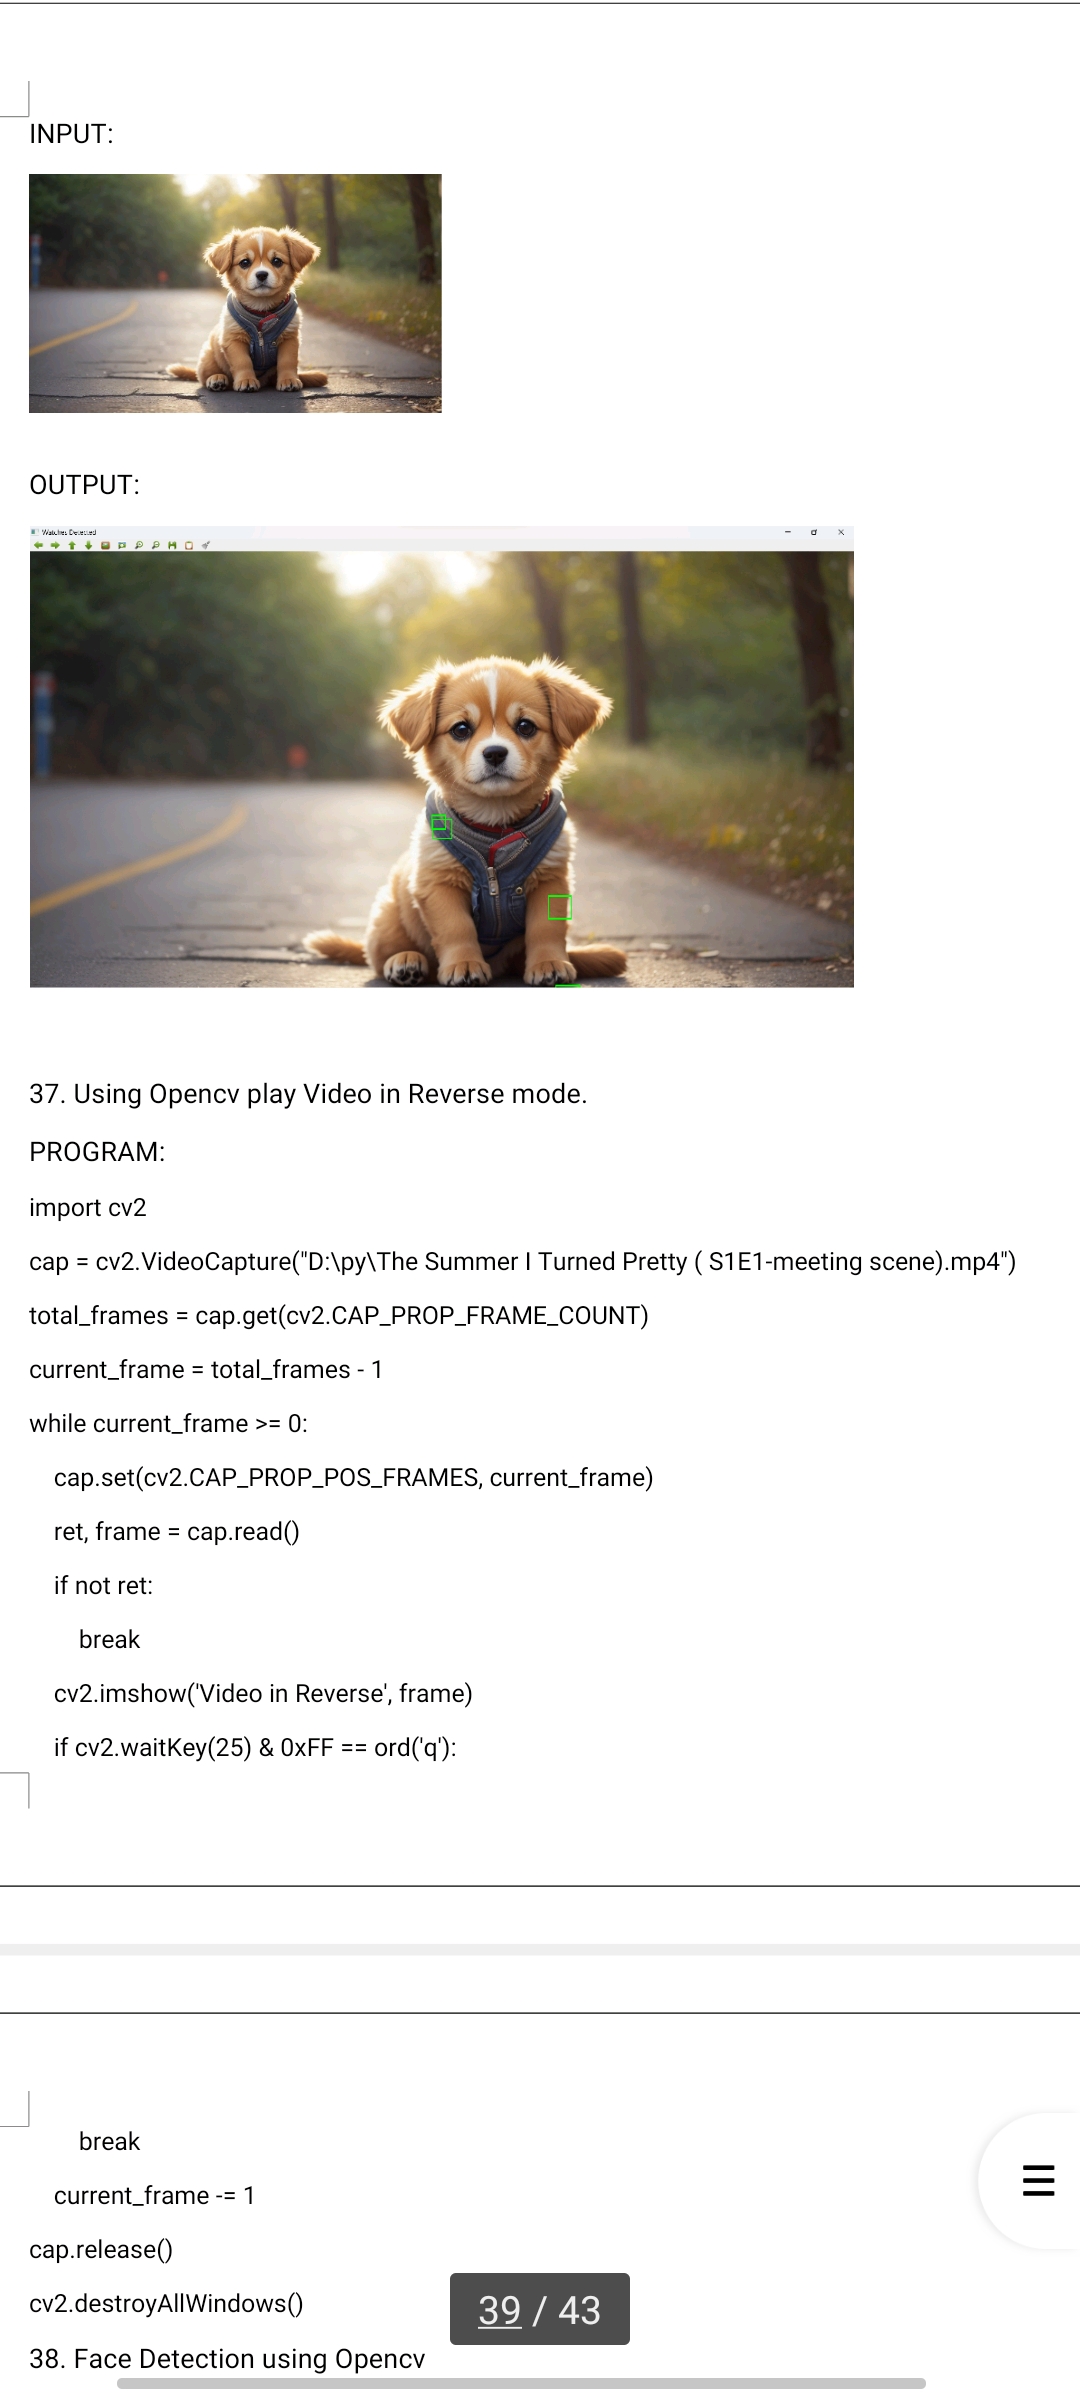 INPUT:
OUTPUT:
Watches Detected
37. Using Opencv play Video in Reverse mode.
PROGRAM:
import cv2
cap = cv2.VideoCapture("D:\py\The Summer I Turned Pretty ( S1E1-meeting scene).mp4")
total_frames = cap.get(cv2.CAP_PROP_FRAME_COUNT)
current_frame = total_frames - 1
while current_frame >= 0:
cap.set(cv2.CAP_PROP_POS_FRAMES, current_frame)
ret, frame = cap.read()
if not ret:
break
cv2.imshow('Video in Reverse', frame)
if cv2.waitKey(25) & 0xFF == ord('q'):
break
current_frame -= 1
cap.release()
cv2.destroyAllWindows()
39 / 43
38. Face Detection using Opencv